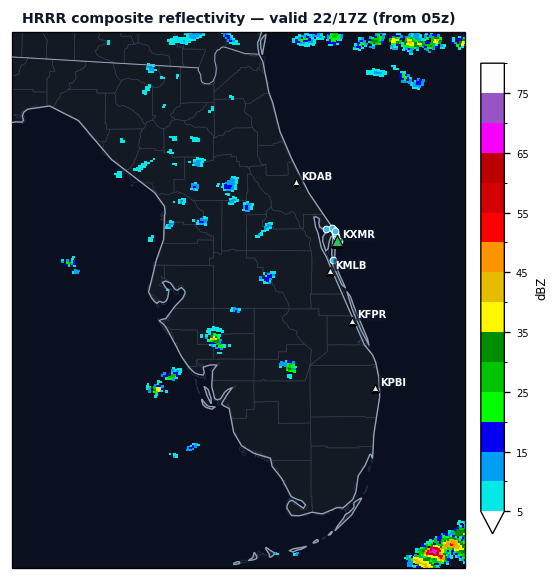 HRRR composite reflectivity — valid 22/17Z (from 05z)
KDAB
KXMR
KMLB
KFPR
KPBI
75
65
55
45
35
25
15
5
dBZ